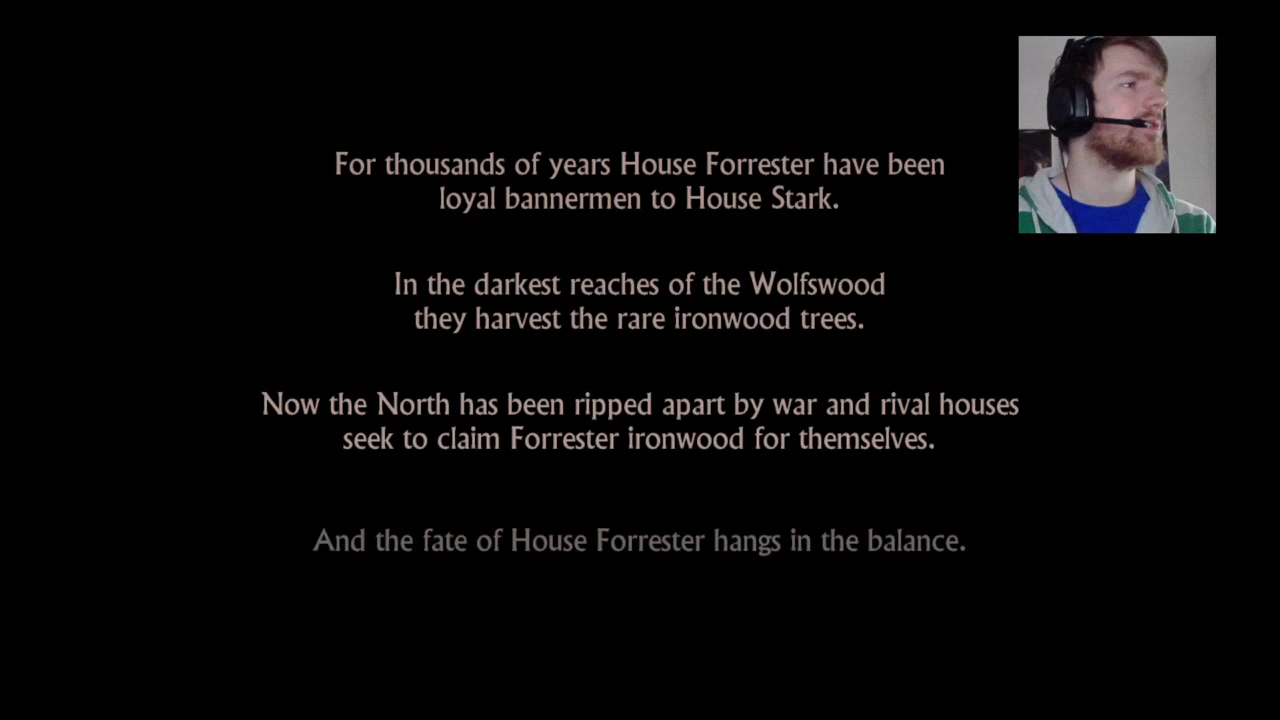 For thousands of years House Forrester have been
loyal bannermen to House Stark.
In the darkest reaches of the Wolfswood
they harvest the rare ironwood trees.
Now the North has been ripped apart by war and rival houses
seek to claim Forrester ironwood for themselves.
And the fate of House Forrester hangs in the balance.